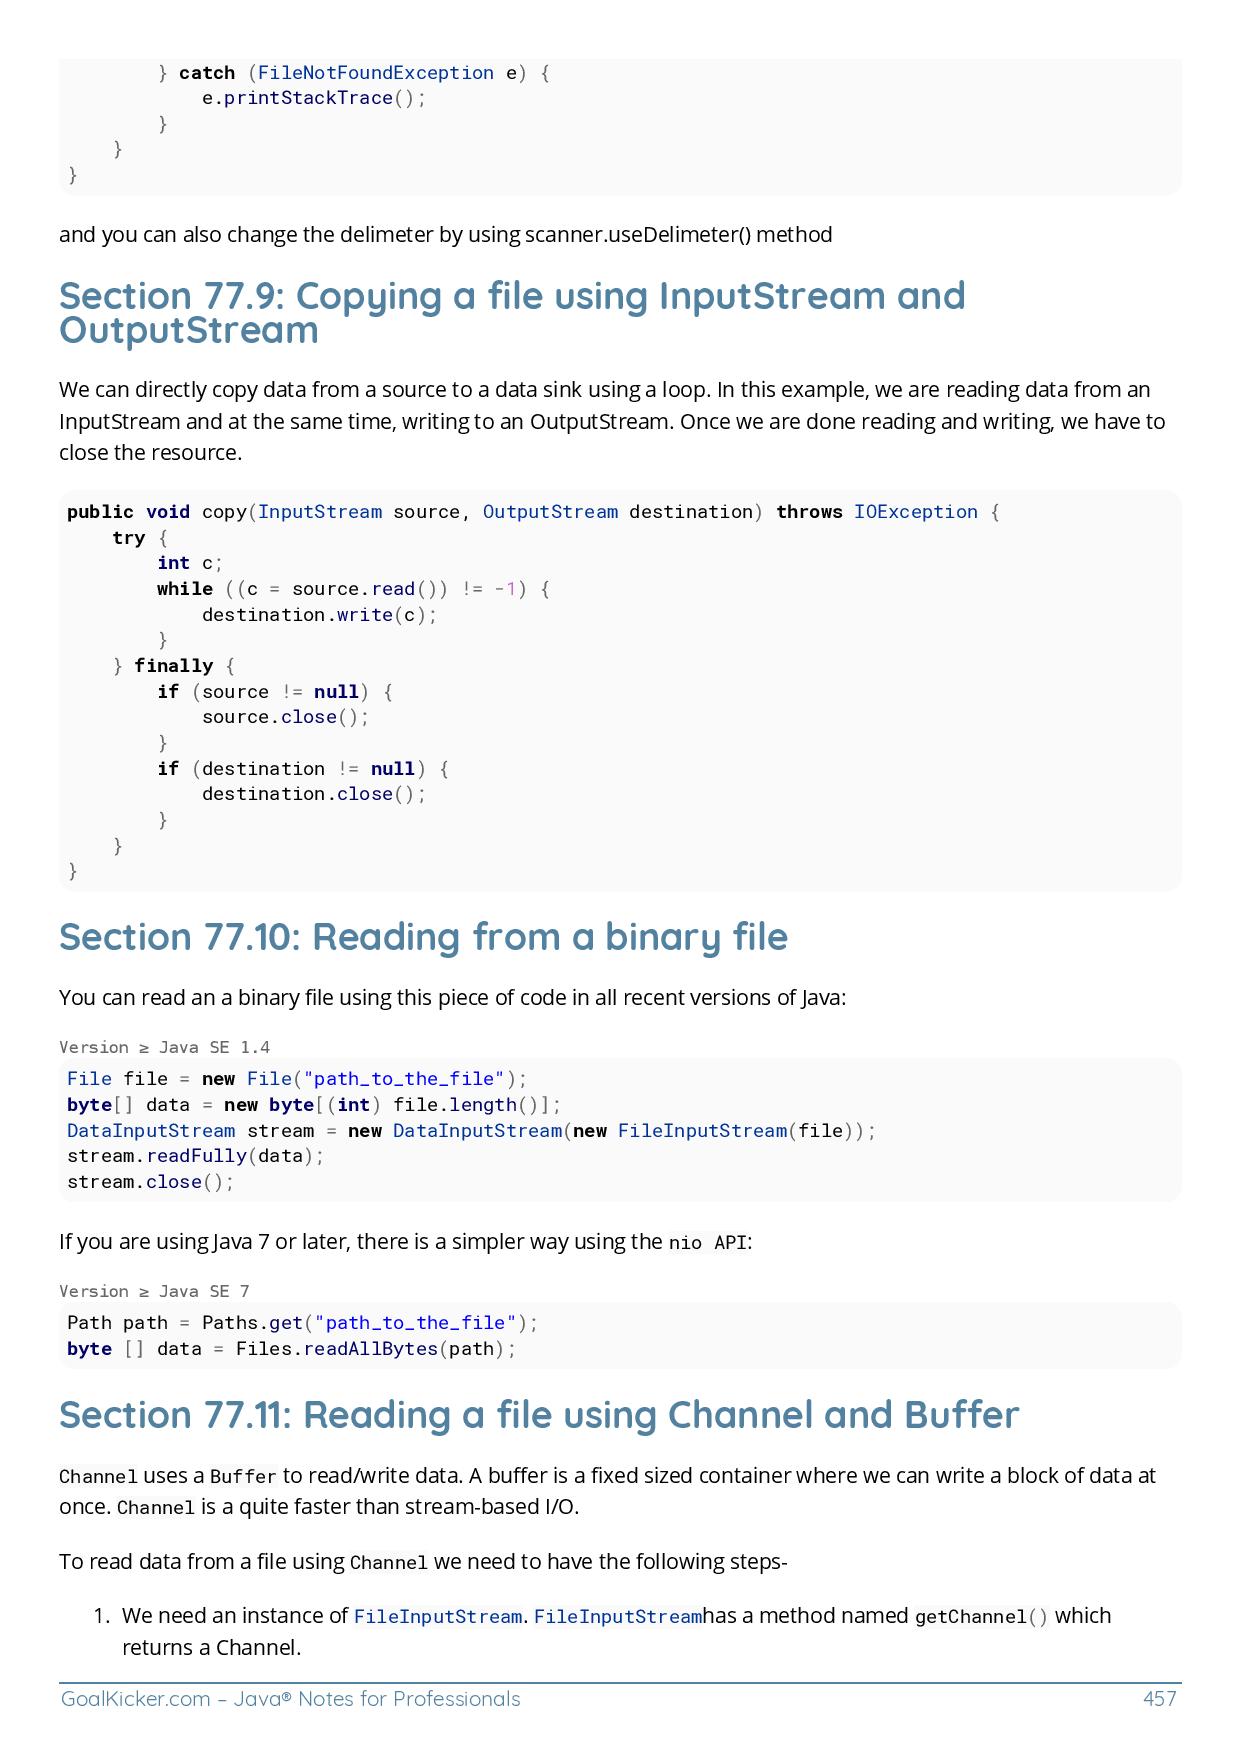 } catch (FileNotFoundException e) {
            e.printStackTrace();
        }
    }
}
and you can also change the delimeter by using scanner.useDelimeter() method
Section 77.9: Copying a file using InputStream and
OutputStream
We can directly copy data from a source to a data sink using a loop. In this example, we are reading data from an
InputStream and at the same time, writing to an OutputStream. Once we are done reading and writing, we have to
close the resource.
public void copy(InputStream source, OutputStream destination) throws IOException {
    try {
        int c;
        while ((c = source.read()) != -1) {
            destination.write(c);
        }
    } finally {
        if (source != null) {
            source.close();
        }
        if (destination != null) {
            destination.close();
        }
    }
}
Section 77.10: Reading from a binary file
You can read an a binary file using this piece of code in all recent versions of Java:
Version ≥ Java SE 1.4
File file = new File("path_to_the_file");
byte[] data = new byte[(int) file.length()];
DataInputStream stream = new DataInputStream(new FileInputStream(file));
stream.readFully(data);
stream.close();
If you are using Java 7 or later, there is a simpler way using the nio API:
Version ≥ Java SE 7
Path path = Paths.get("path_to_the_file");
byte [] data = Files.readAllBytes(path);
Section 77.11: Reading a file using Channel and Buffer
Channel uses a Buffer to read/write data. A buffer is a fixed sized container where we can write a block of data at
once. Channel is a quite faster than stream-based I/O.
To read data from a file using Channel we need to have the following steps-
1. We need an instance of FileInputStream. FileInputStreamhas a method named getChannel() which
returns a Channel.
GoalKicker.com – Java® Notes for Professionals 457